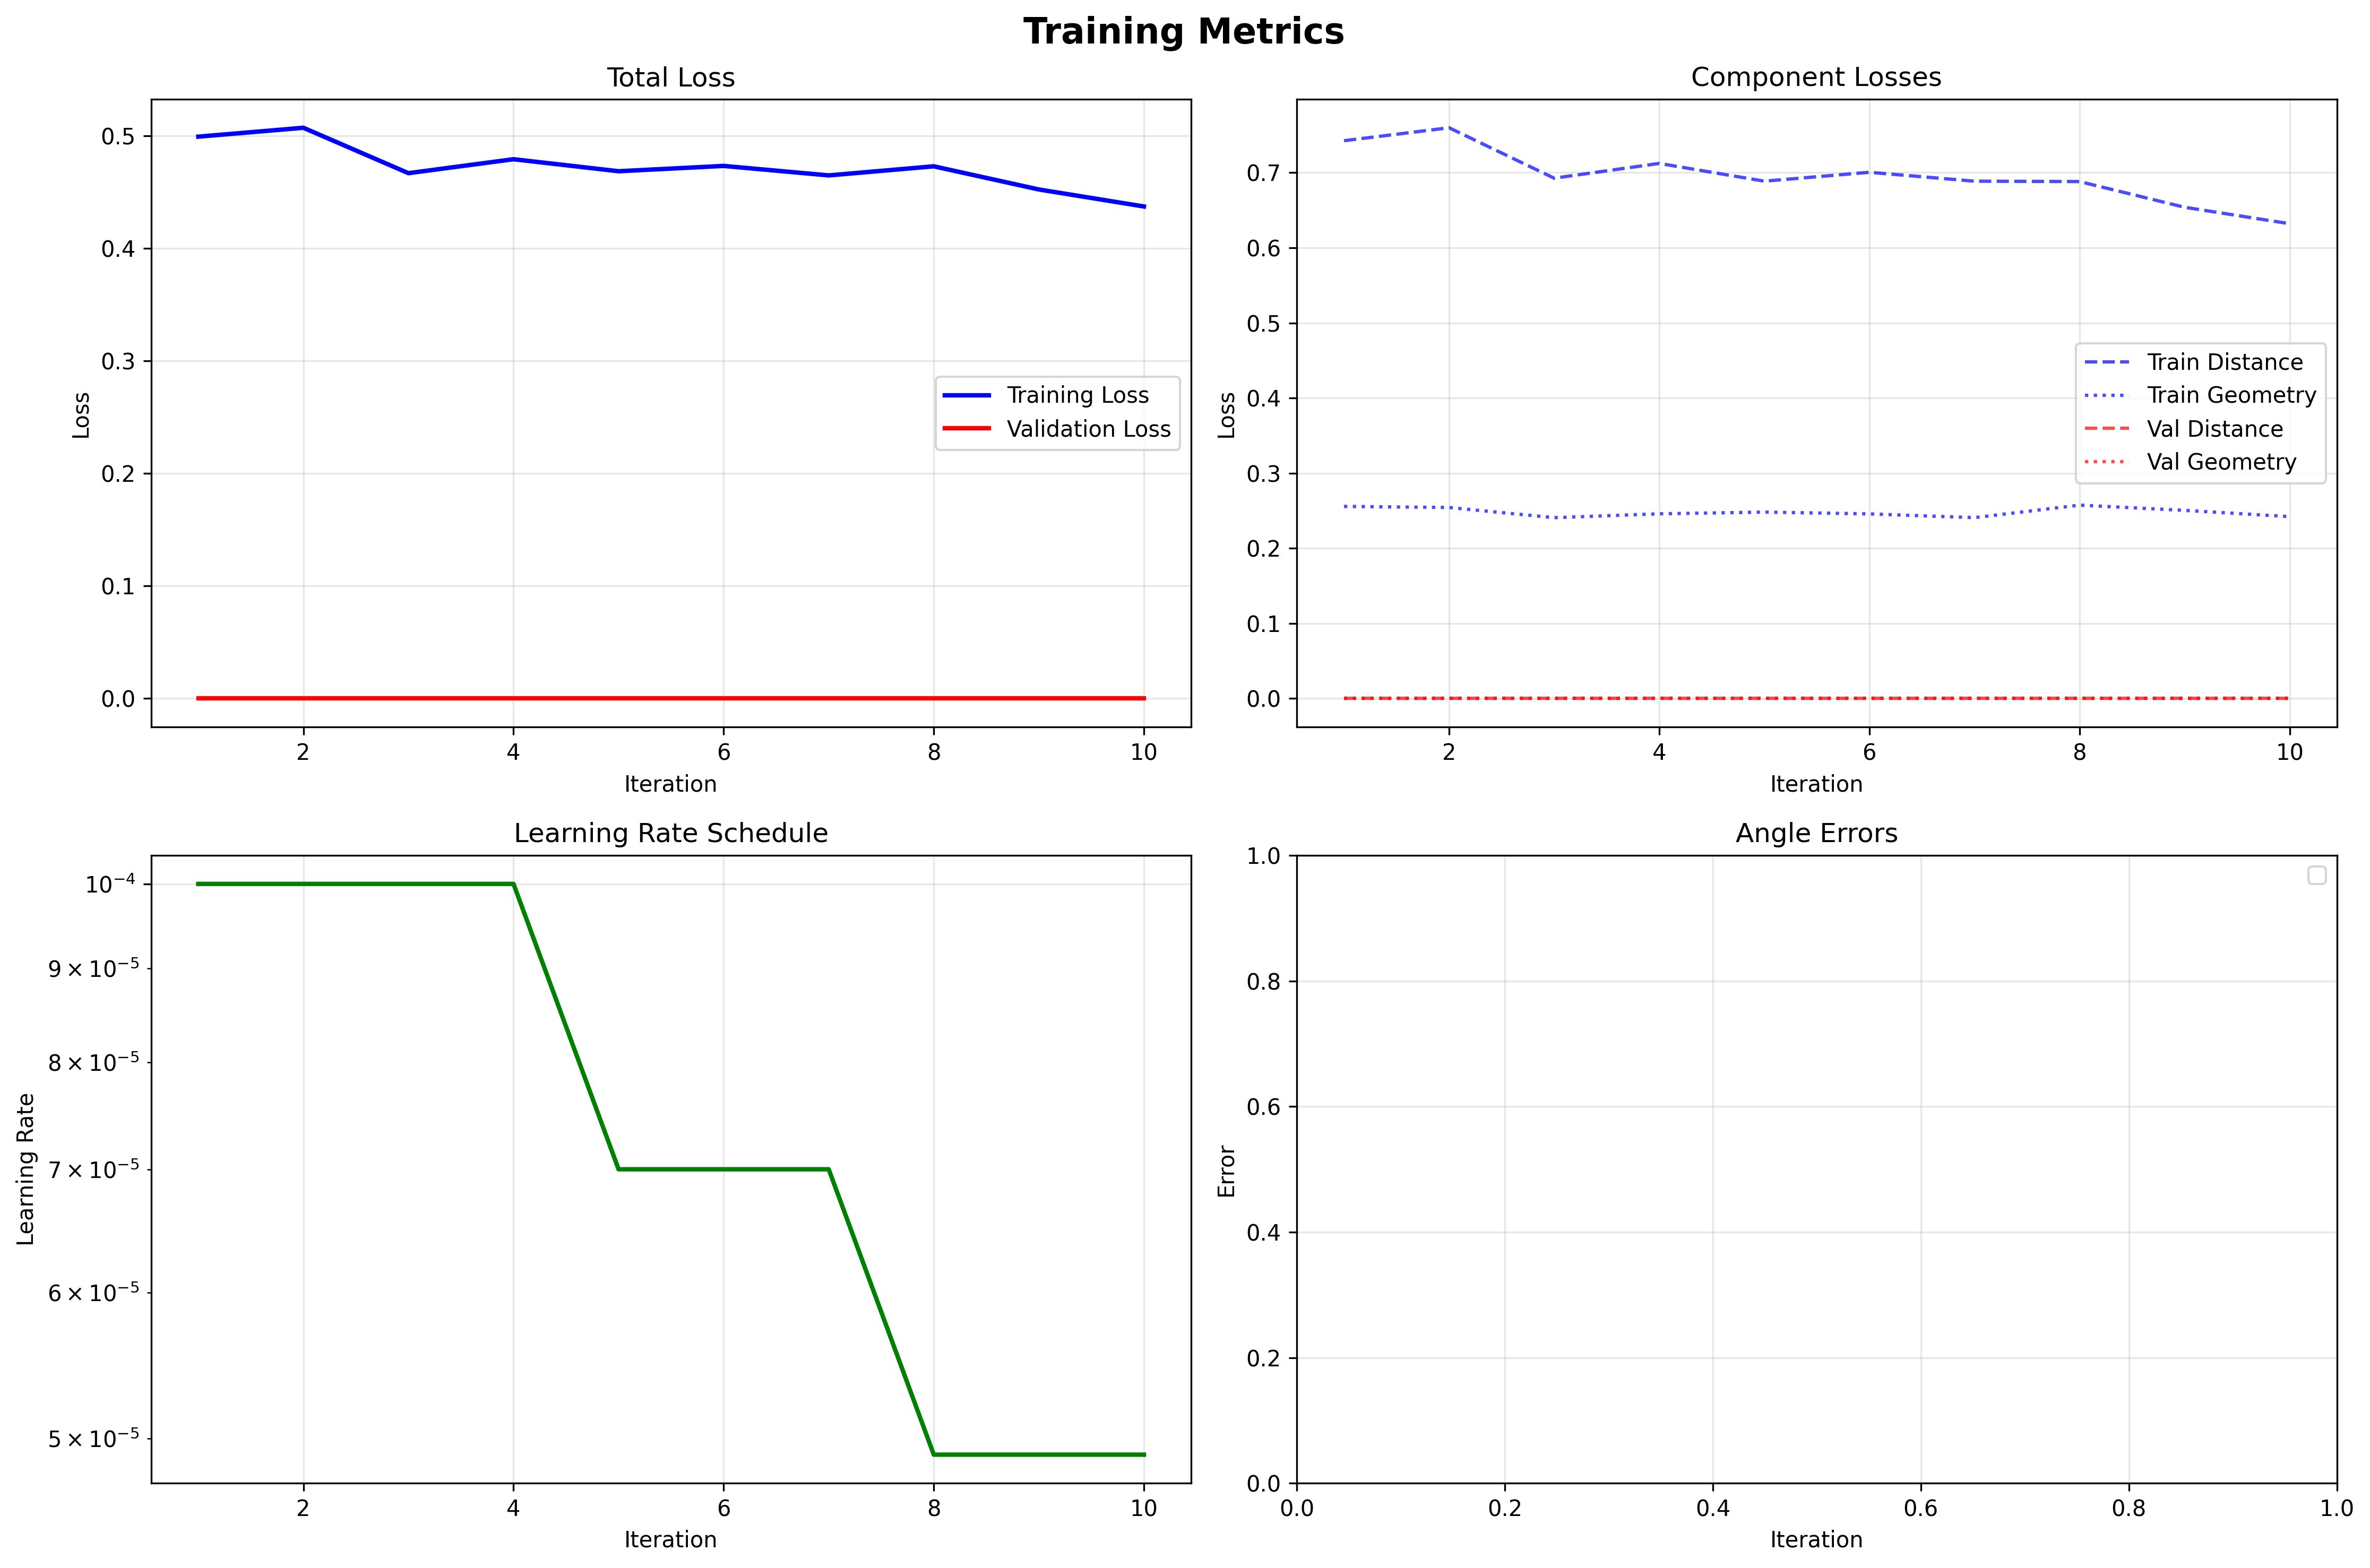 Training Metrics
Total Loss
0.5
0.4
0.3
0.2
0.1
0.0
Loss
Training Loss
Validation Loss
2 4 6 8 10
Iteration
Component Losses
0.7
0.6
0.5
0.4
0.3
0.2
0.1
0.0
Loss
Train Distance
Train Geometry
Val Distance
Val Geometry
2 4 6 8 10
Iteration
Learning Rate Schedule
10⁻⁴
9 × 10⁻⁵
8 × 10⁻⁵
7 × 10⁻⁵
6 × 10⁻⁵
5 × 10⁻⁵
Learning Rate
2 4 6 8 10
Iteration
Angle Errors
1.0
0.8
0.6
0.4
0.2
0.0
Error
0.0 0.2 0.4 0.6 0.8 1.0
Iteration